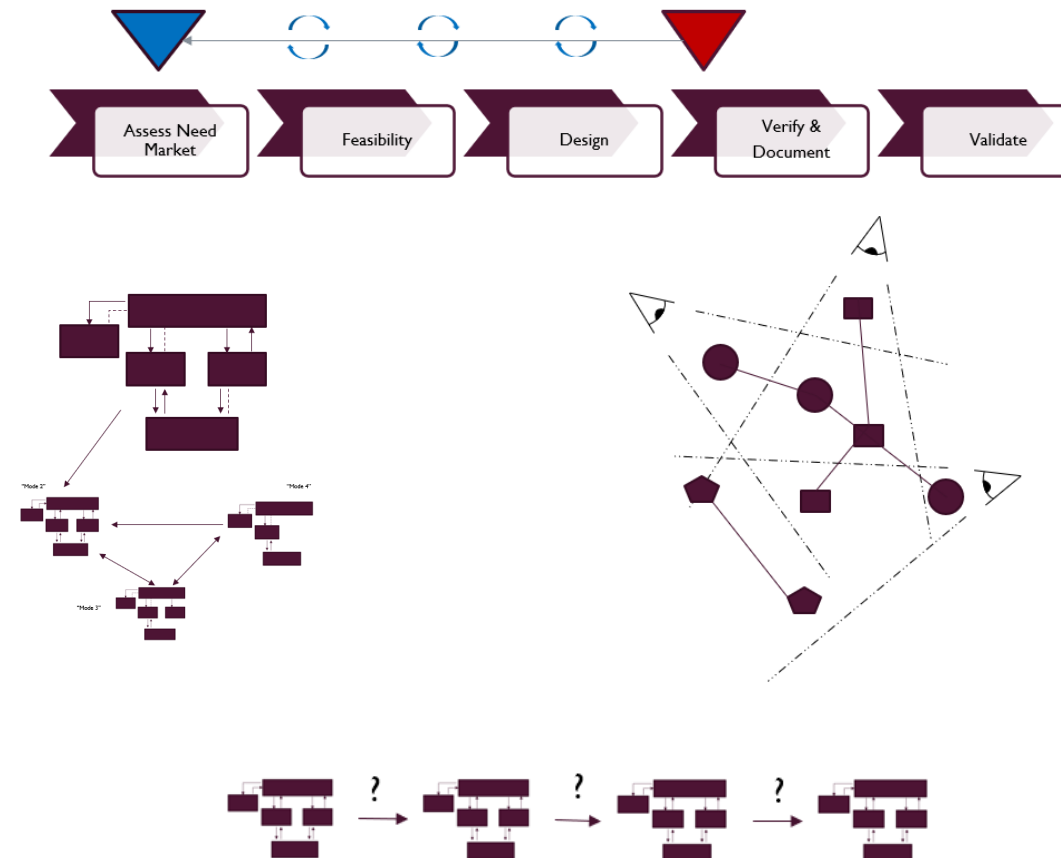 Assess Need
Market
Feasibility
Design
Verify &
Document
Validate
"Mode 2"
"Mode 4"
"Mode 3"
? ? ?